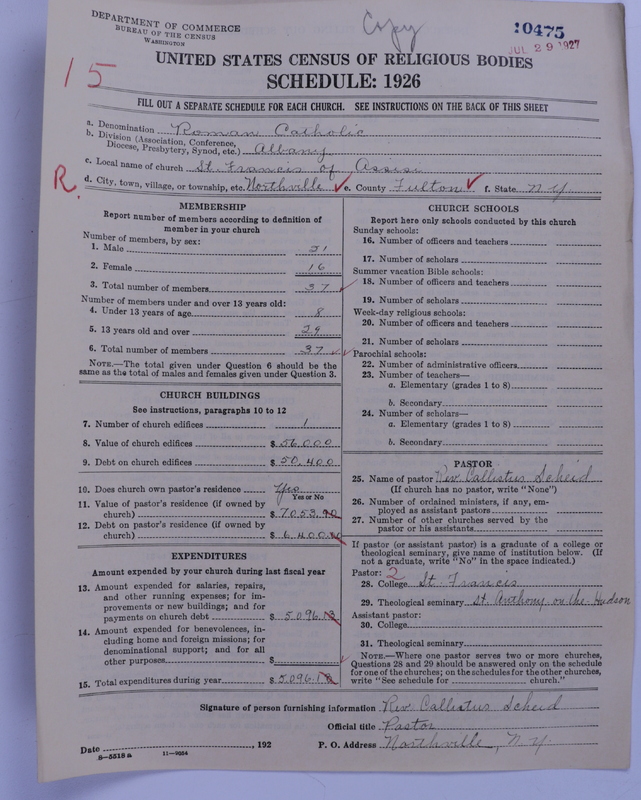 DEPARTMENT OF COMMERCE
BUREAU OF THE CENSUS
WASHINGTON
Copy
10475
JUL 29 1927
15
UNITED STATES CENSUS OF RELIGIOUS BODIES
SCHEDULE: 1926
FILL OUT A SEPARATE SCHEDULE FOR EACH CHURCH. SEE INSTRUCTIONS ON THE BACK OF THIS SHEET
a. Denomination Roman Catholic
b. Division (Association, Conference,
Diocese, Presbytery, Synod, etc.) Albany
c. Local name of church St Francis of Assisi
R.
d. City, town, village, or township, etc. Northville e. County Fulton f. State N Y
MEMBERSHIP
Report number of members according to definition of
member in your church
Number of members, by sex:
1. Male 21
2. Female 16
3. Total number of members 37
Number of members under and over 13 years old:
4. Under 13 years of age 8
5. 13 years old and over 29
6. Total number of members 37
NOTE.—The total given under Question 6 should be the
same as the total of males and females given under Question 3.
CHURCH BUILDINGS
See instructions, paragraphs 10 to 12
7. Number of church edifices 1
8. Value of church edifices $ 56,000
9. Debt on church edifices $ 50,400
10. Does church own pastor's residence Yes
Yes or No
11. Value of pastor's residence (if owned by
church) $ 7053.90
12. Debt on pastor's residence (if owned by
church) $ 6,400
EXPENDITURES
Amount expended by your church during last fiscal year
13. Amount expended for salaries, repairs,
and other running expenses; for im-
provements or new buildings; and for
payments on church debt $ 5,096.13
14. Amount expended for benevolences, in-
cluding home and foreign missions; for
denominational support; and for all
other purposes $
15. Total expenditures during year $ 5,096.13
CHURCH SCHOOLS
Report here only schools conducted by this church
Sunday schools:
16. Number of officers and teachers
17. Number of scholars
Summer vacation Bible schools:
18. Number of officers and teachers
19. Number of scholars
Week-day religious schools:
20. Number of officers and teachers
21. Number of scholars
Parochial schools:
22. Number of administrative officers
23. Number of teachers—
a. Elementary (grades 1 to 8)
b. Secondary
24. Number of scholars—
a. Elementary (grades 1 to 8)
b. Secondary
PASTOR
25. Name of pastor Rev. Callistus Scheid
(If church has no pastor, write "None")
26. Number of ordained ministers, if any, em-
ployed as assistant pastors
27. Number of other churches served by the
pastor or his assistants
If pastor (or assistant pastor) is a graduate of a college or
theological seminary, give name of institution below. (If
not a graduate, write "No" in the space indicated.)
Pastor: 2
28. College St Francis
29. Theological seminary St. Anthony on the Hudson
Assistant pastor:
30. College
31. Theological seminary
NOTE.—Where one pastor serves two or more churches,
Questions 28 and 29 should be answered only on the schedule
for one of the churches; on the schedules for the other churches,
write "See schedule for church."
Signature of person furnishing information Rev. Callistus Scheid
Official title Pastor
Date , 192 P. O. Address Northville, N.Y.
8-5518 a 11-9054